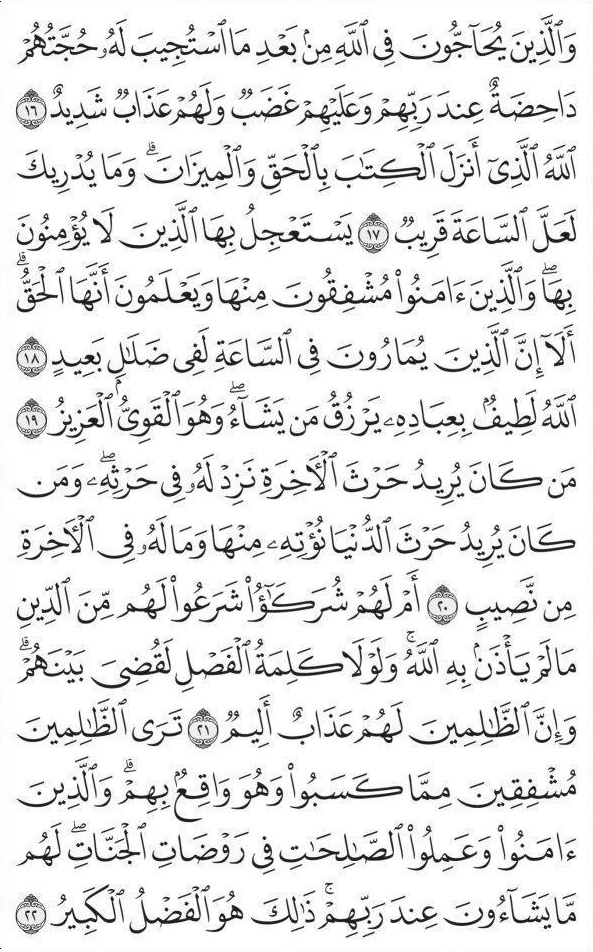 وَٱلَّذِينَ يُحَآجُّونَ فِى ٱللَّهِ مِنۢ بَعْدِ مَا ٱسْتُجِيبَ لَهُۥ حُجَّتُهُمْ
دَاحِضَةٌ عِندَ رَبِّهِمْ وَعَلَيْهِمْ غَضَبٌ وَلَهُمْ عَذَابٌ شَدِيدٌ ١٦
ٱللَّهُ ٱلَّذِىٓ أَنزَلَ ٱلْكِتَٰبَ بِٱلْحَقِّ وَٱلْمِيزَانَ ۗ وَمَا يُدْرِيكَ
لَعَلَّ ٱلسَّاعَةَ قَرِيبٌ ١٧ يَسْتَعْجِلُ بِهَا ٱلَّذِينَ لَا يُؤْمِنُونَ
بِهَا ۖ وَٱلَّذِينَ ءَامَنُوا۟ مُشْفِقُونَ مِنْهَا وَيَعْلَمُونَ أَنَّهَا ٱلْحَقُّ ۗ
أَلَآ إِنَّ ٱلَّذِينَ يُمَارُونَ فِى ٱلسَّاعَةِ لَفِى ضَلَٰلٍۭ بَعِيدٍ ١٨
ٱللَّهُ لَطِيفٌۢ بِعِبَادِهِۦ يَرْزُقُ مَن يَشَآءُ ۖ وَهُوَ ٱلْقَوِىُّ ٱلْعَزِيزُ ١٩
مَن كَانَ يُرِيدُ حَرْثَ ٱلْءَاخِرَةِ نَزِدْ لَهُۥ فِى حَرْثِهِۦ ۖ وَمَن
كَانَ يُرِيدُ حَرْثَ ٱلدُّنْيَا نُؤْتِهِۦ مِنْهَا وَمَا لَهُۥ فِى ٱلْءَاخِرَةِ
مِن نَّصِيبٍ ٢٠ أَمْ لَهُمْ شُرَكَٰٓؤُا۟ شَرَعُوا۟ لَهُم مِّنَ ٱلدِّينِ
مَا لَمْ يَأْذَنۢ بِهِ ٱللَّهُ ۚ وَلَوْلَا كَلِمَةُ ٱلْفَصْلِ لَقُضِىَ بَيْنَهُمْ ۗ
وَإِنَّ ٱلظَّٰلِمِينَ لَهُمْ عَذَابٌ أَلِيمٌ ٢١ تَرَى ٱلظَّٰلِمِينَ
مُشْفِقِينَ مِمَّا كَسَبُوا۟ وَهُوَ وَاقِعٌۢ بِهِمْ ۗ وَٱلَّذِينَ
ءَامَنُوا۟ وَعَمِلُوا۟ ٱلصَّٰلِحَٰتِ فِى رَوْضَاتِ ٱلْجَنَّاتِ ۖ لَهُم
مَّا يَشَآءُونَ عِندَ رَبِّهِمْ ۚ ذَٰلِكَ هُوَ ٱلْفَضْلُ ٱلْكَبِيرُ ٢٢